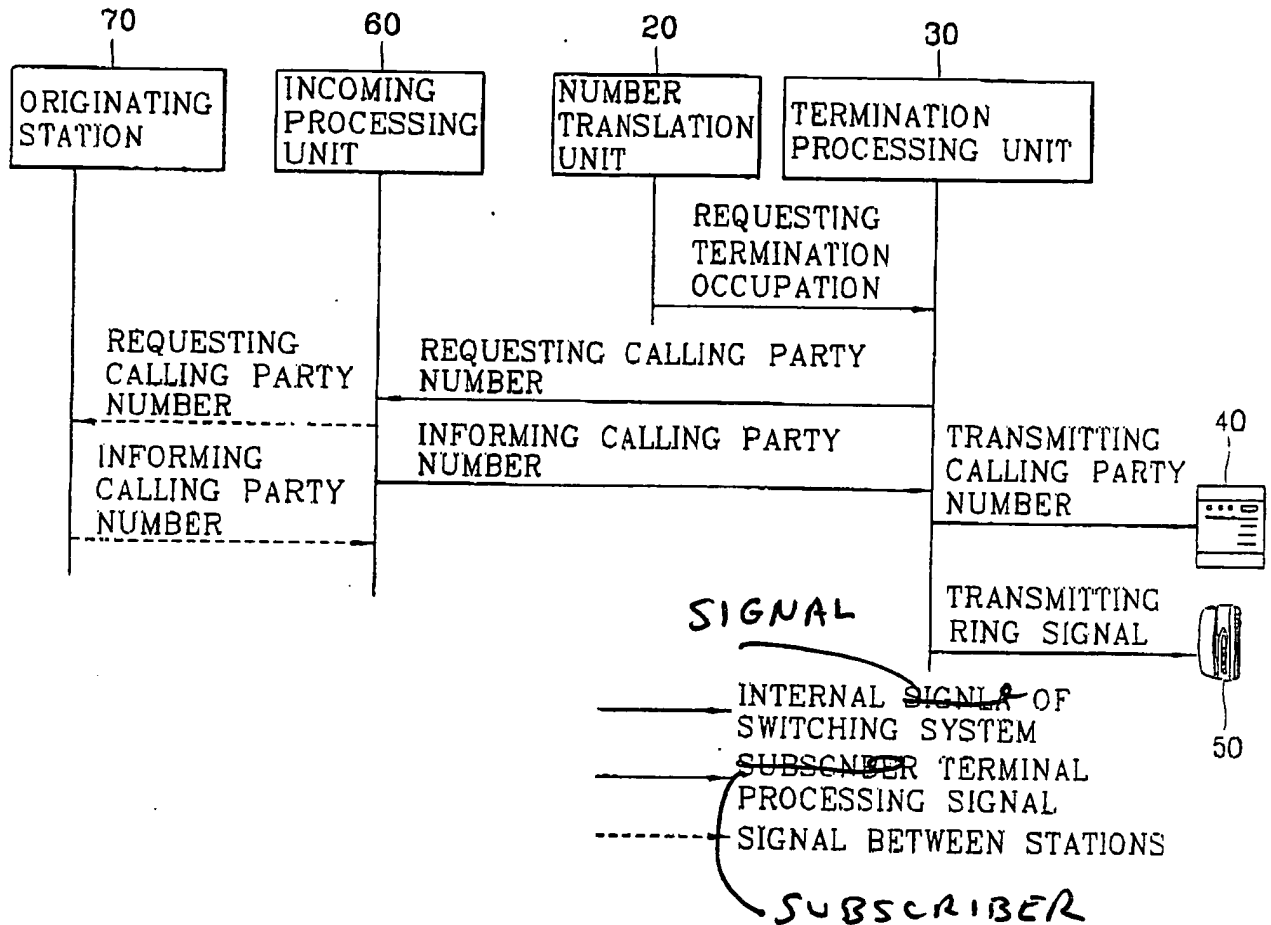 70
60
20
30
ORIGINATING
STATION
INCOMING
PROCESSING
UNIT
NUMBER
TRANSLATION
UNIT
TERMINATION
PROCESSING UNIT
REQUESTING
TERMINATION
OCCUPATION
REQUESTING
CALLING PARTY
NUMBER
REQUESTING CALLING PARTY
NUMBER
INFORMING
CALLING PARTY
NUMBER
INFORMING CALLING PARTY
NUMBER
TRANSMITTING
CALLING PARTY
NUMBER
40
TRANSMITTING
RING SIGNAL
50
SIGNAL
INTERNAL SIGNLA OF
SWITCHING SYSTEM
SUBSCNBER TERMINAL
PROCESSING SIGNAL
SIGNAL BETWEEN STATIONS
SUBSCRIBER